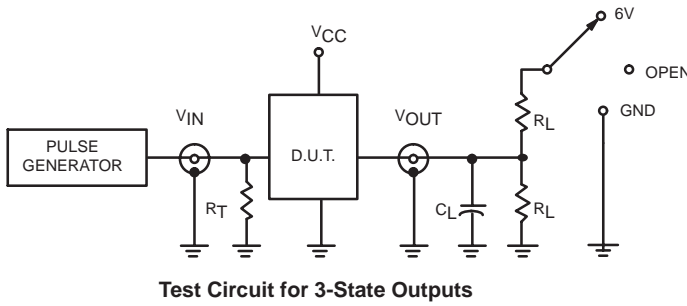 6V
VCC
OPEN
VIN
VOUT
RL
GND
PULSE
GENERATOR
D.U.T.
RT
CL
RL
Test Circuit for 3-State Outputs